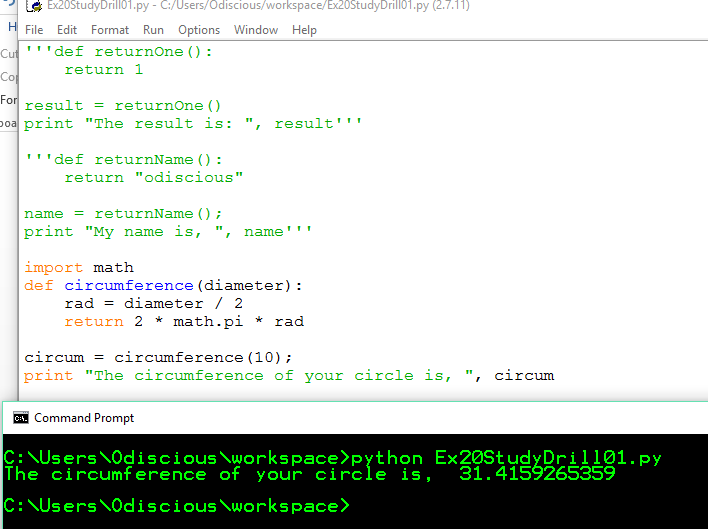 Ex20StudyDrill01.py - C:/Users/Odiscious/workspace/Ex20StudyDrill01.py (2.7.11)
File Edit Format Run Options Window Help
H
Cut
Cop
For
boa
'''def returnOne():
    return 1
result = returnOne()
print "The result is: ", result'''
'''def returnName():
    return "odiscious"
name = returnName();
print "My name is, ", name'''
import math
def circumference(diameter):
    rad = diameter / 2
    return 2 * math.pi * rad
circum = circumference(10);
print "The circumference of your circle is, ", circum
Command Prompt
C:\Users\Odiscious\workspace>python Ex20StudyDrill01.py
The circumference of your circle is,  31.4159265359
C:\Users\Odiscious\workspace>